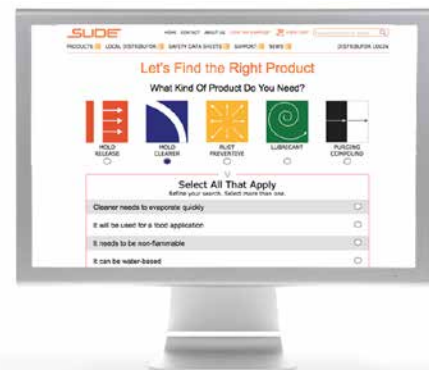 SLIDE
HOME CONTACT ABOUT US VIEW CART
PRODUCTS LOCAL DISTRIBUTOR SAFETY DATA SHEETS SUPPORT NEWS DISTRIBUTOR LOGIN
Let's Find the Right Product
What Kind Of Product Do You Need?
MOLD RELEASE
MOLD CLEANER
RUST PREVENTIVE
LUBRICANT
PURGING COMPOUND
Select All That Apply
Refine your search. Select more than one.
Cleaner needs to evaporate quickly
It will be used for a food application
It needs to be non-flammable
It can be water-based